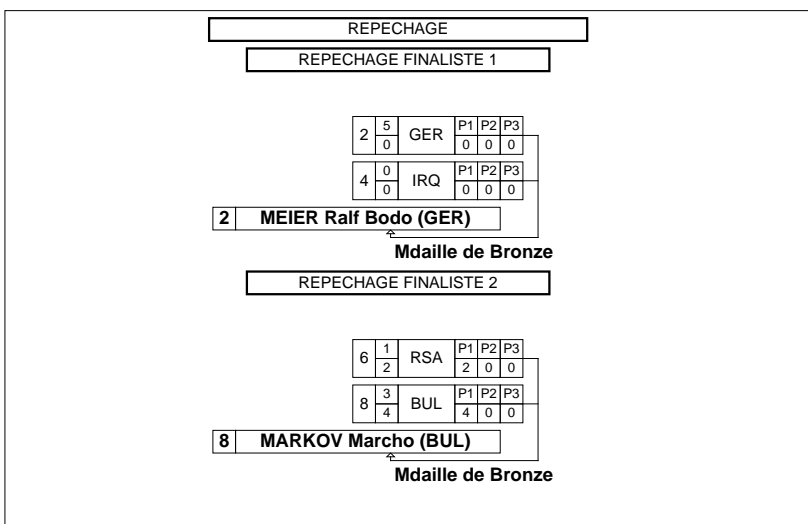 REPECHAGE
REPECHAGE FINALISTE 1
2 5 GER P1 P2 P3
0 0 0 0
4 0 IRQ P1 P2 P3
0 0 0 0
2 MEIER Ralf Bodo (GER)
Mdaille de Bronze
REPECHAGE FINALISTE 2
6 1 RSA P1 P2 P3
2 2 0 0
8 3 BUL P1 P2 P3
4 4 0 0
8 MARKOV Marcho (BUL)
Mdaille de Bronze